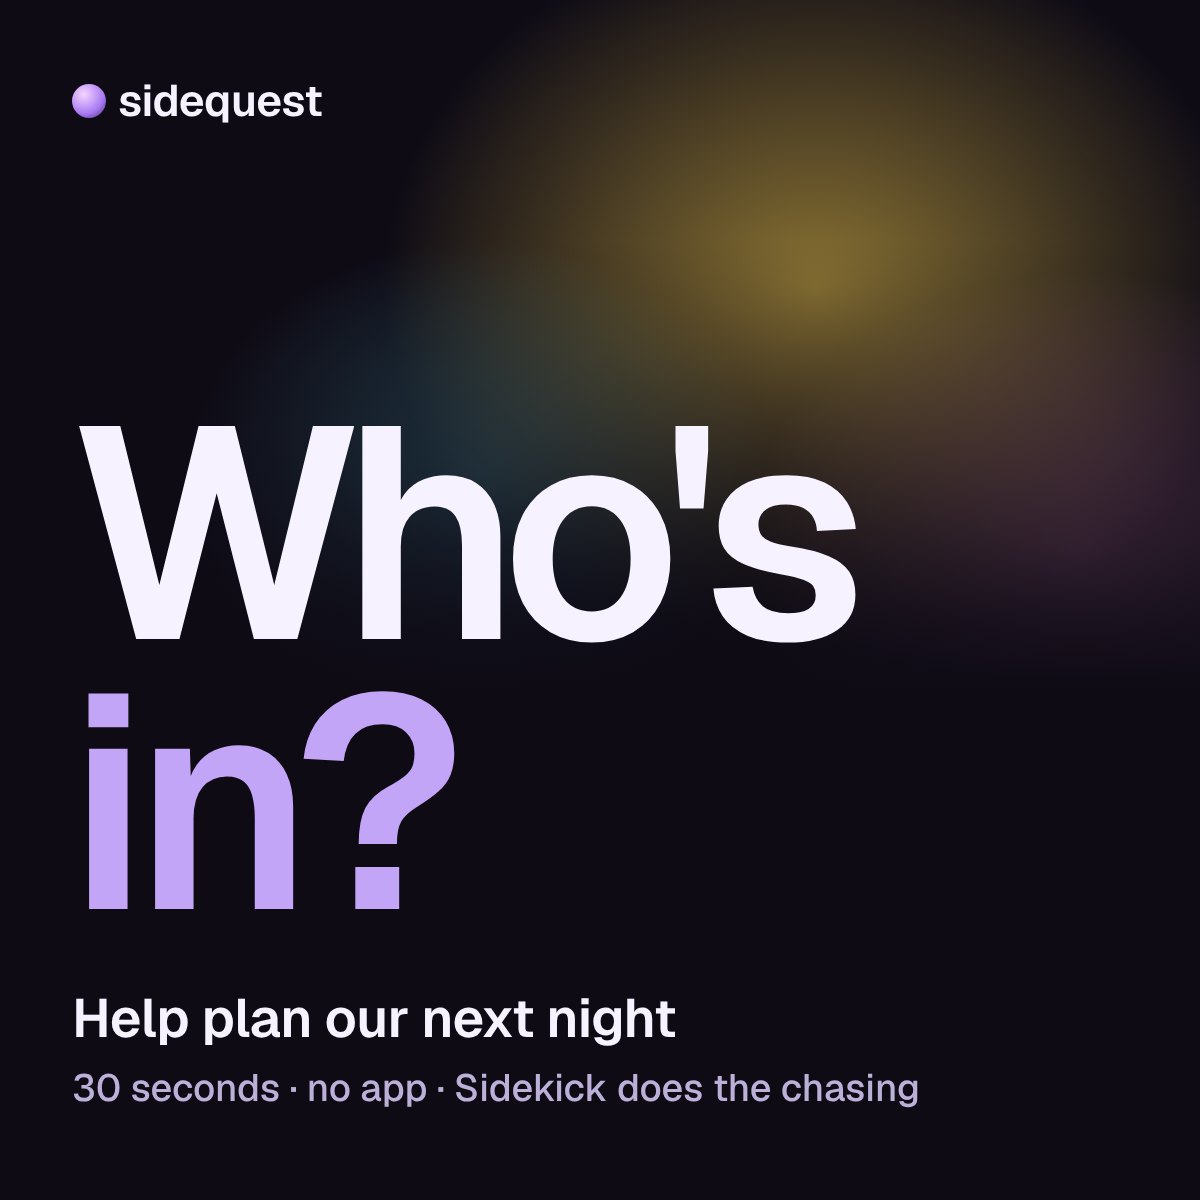 sidequest
Who's
in?
Help plan our next night
30 seconds · no app · Sidekick does the chasing